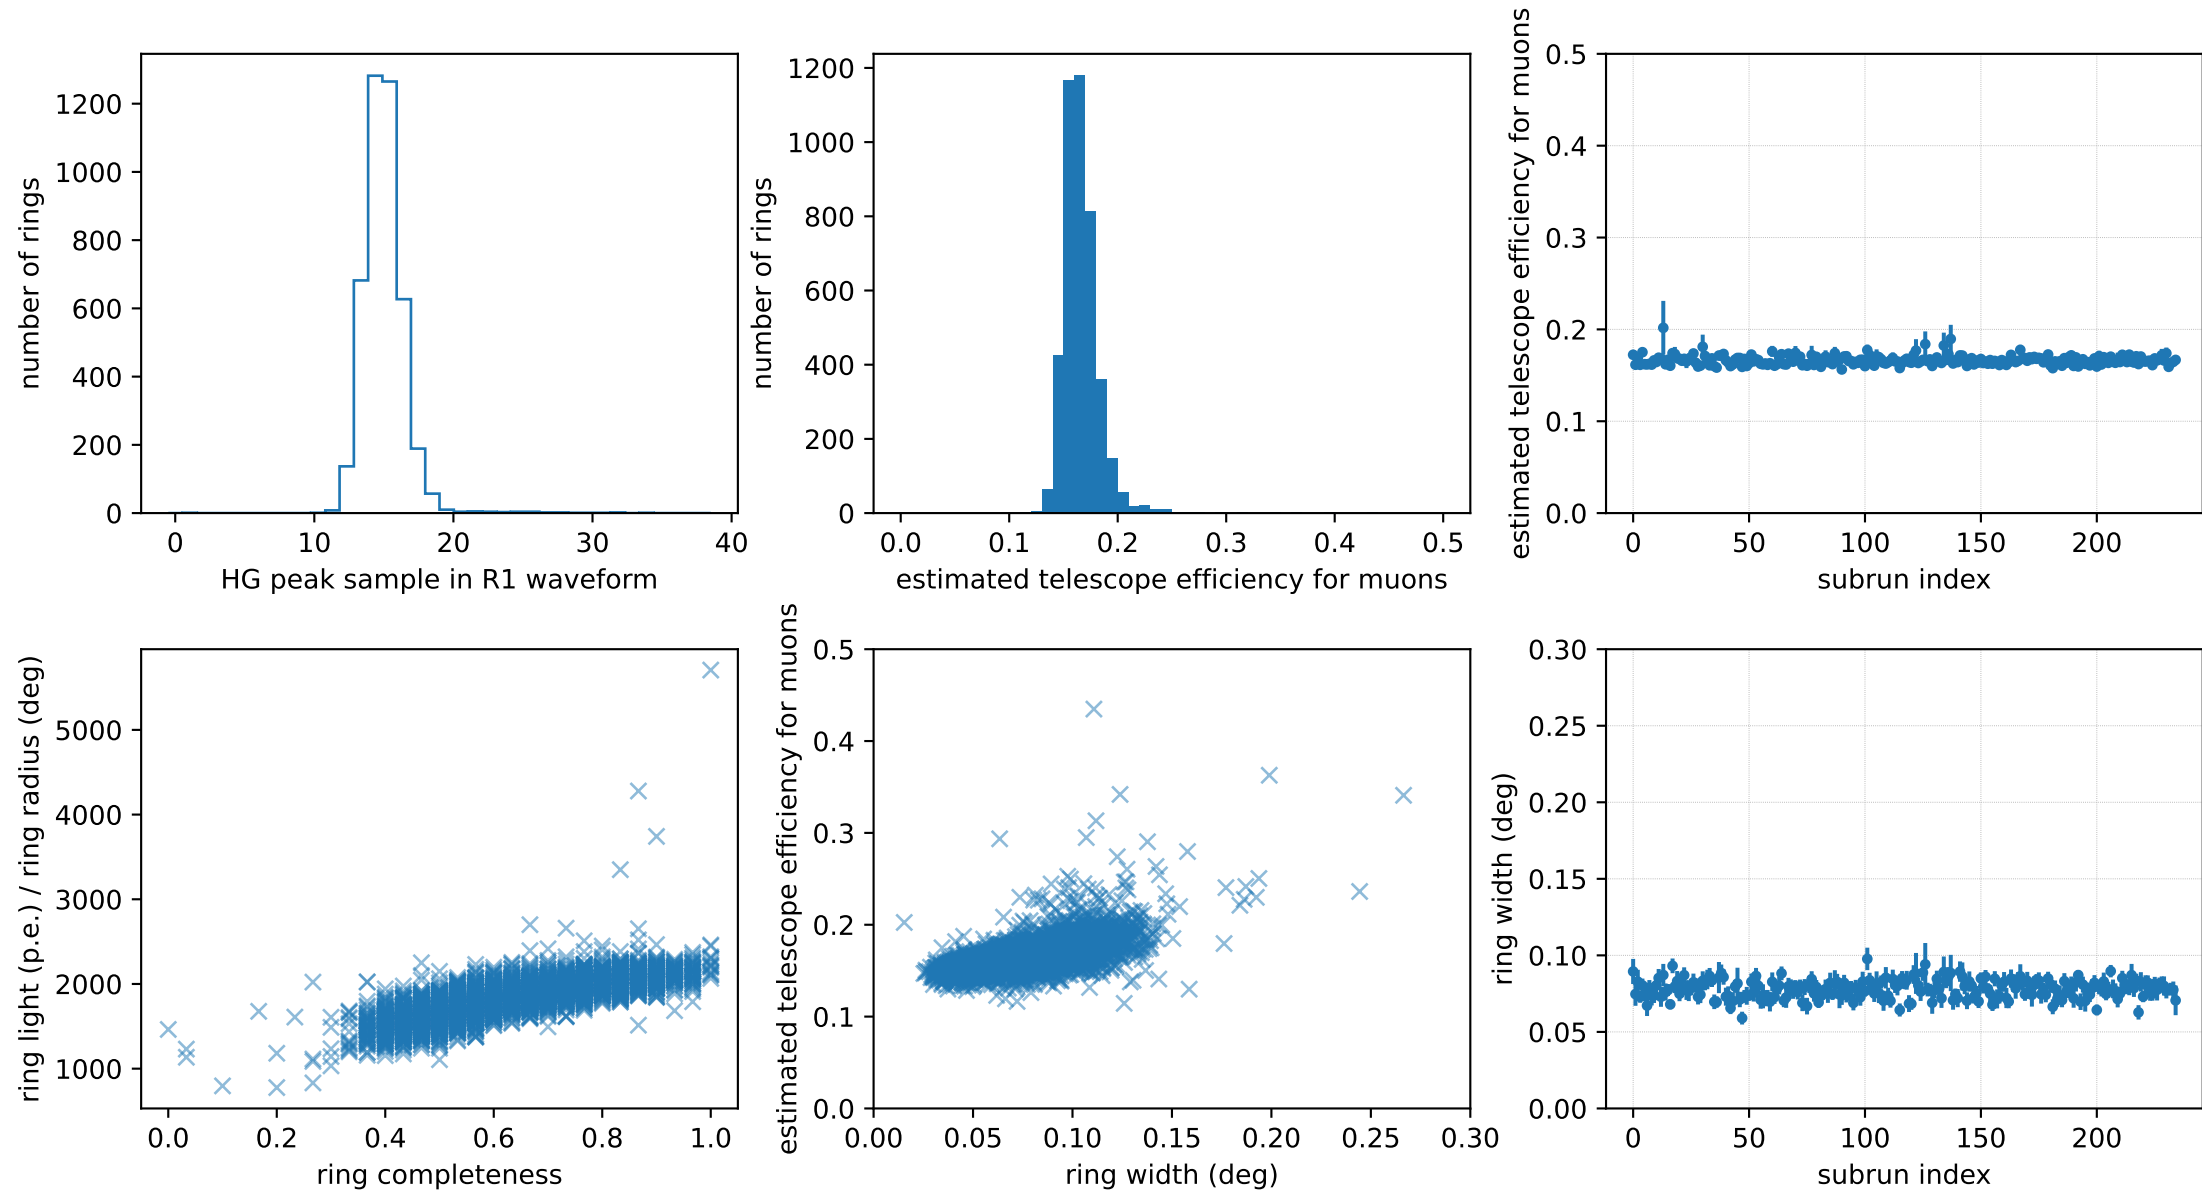 number of rings
1200
1000
800
600
400
200
0
0 10 20 30 40
HG peak sample in R1 waveform
number of rings
1200
1000
800
600
400
200
0
0.0 0.1 0.2 0.3 0.4 0.5
estimated telescope efficiency for muons
estimated telescope efficiency for muons
0.5
0.4
0.3
0.2
0.1
0.0
0 50 100 150 200
subrun index
ring light (p.e.) / ring radius (deg)
5000
4000
3000
2000
1000
0.0 0.2 0.4 0.6 0.8 1.0
ring completeness
estimated telescope efficiency for muons
0.5
0.4
0.3
0.2
0.1
0.0
0.00 0.05 0.10 0.15 0.20 0.25 0.30
ring width (deg)
ring width (deg)
0.30
0.25
0.20
0.15
0.10
0.05
0.00
0 50 100 150 200
subrun index